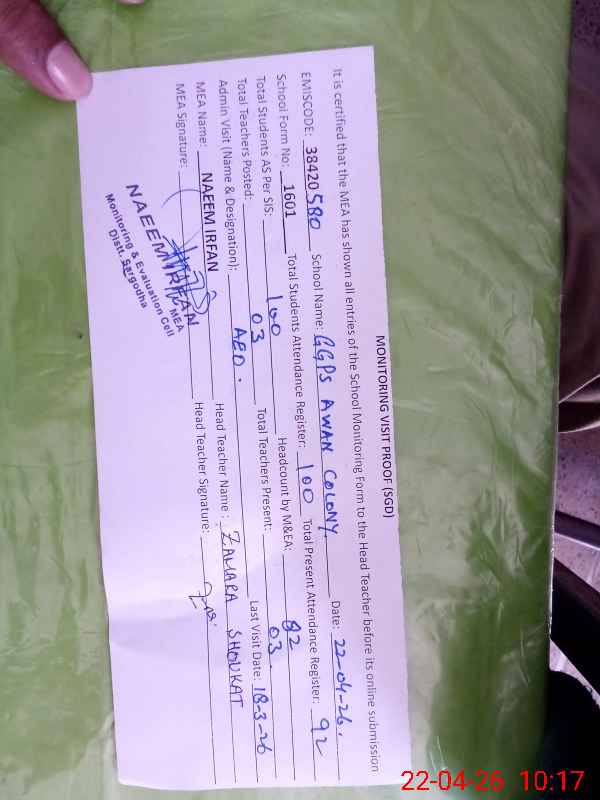 MONITORING VISIT PROOF (SGD)
It is certified that the MEA has shown all entries of the School Monitoring Form to the Head Teacher before its online submission
EMISCODE: 38420580 School Name: GGPS AWAN COLONY Date: 22-04-26.
School Form No: 1601 Total Students Attendance Register: 100 Total Present Attendance Register: 92
Total Students AS Per SIS: 100 Headcount by M&EA: 82
Total Teachers Posted: 03 Total Teachers Present: 03.
Admin Visit (Name & Designation): AEO. Last Visit Date: 18-3-26
MEA Name: NAEEM IRFAN Head Teacher Name : ZAHARA SHOUKAT
MEA Signature: Head Teacher Signature:
NAEEM IRFAN
MEA
Monitoring & Evaluation Cell
Distt. Sargodha
22-04-26 10:17